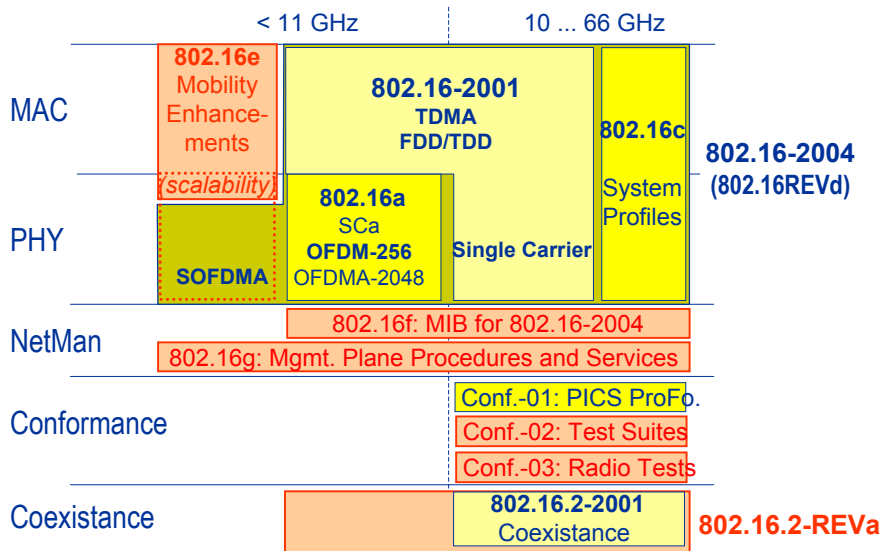 < 11 GHz
10 ... 66 GHz
MAC
802.16e
Mobility
Enhance-
ments
(scalability)
802.16-2001
TDMA
FDD/TDD
802.16c
System
Profiles
802.16-2004
(802.16REVd)
PHY
SOFDMA
802.16a
SCa
OFDM-256
OFDMA-2048
Single Carrier
NetMan
802.16f: MIB for 802.16-2004
802.16g: Mgmt. Plane Procedures and Services
Conformance
Conf.-01: PICS ProFo.
Conf.-02: Test Suites
Conf.-03: Radio Tests
Coexistance
802.16.2-2001
Coexistance
802.16.2-REVa